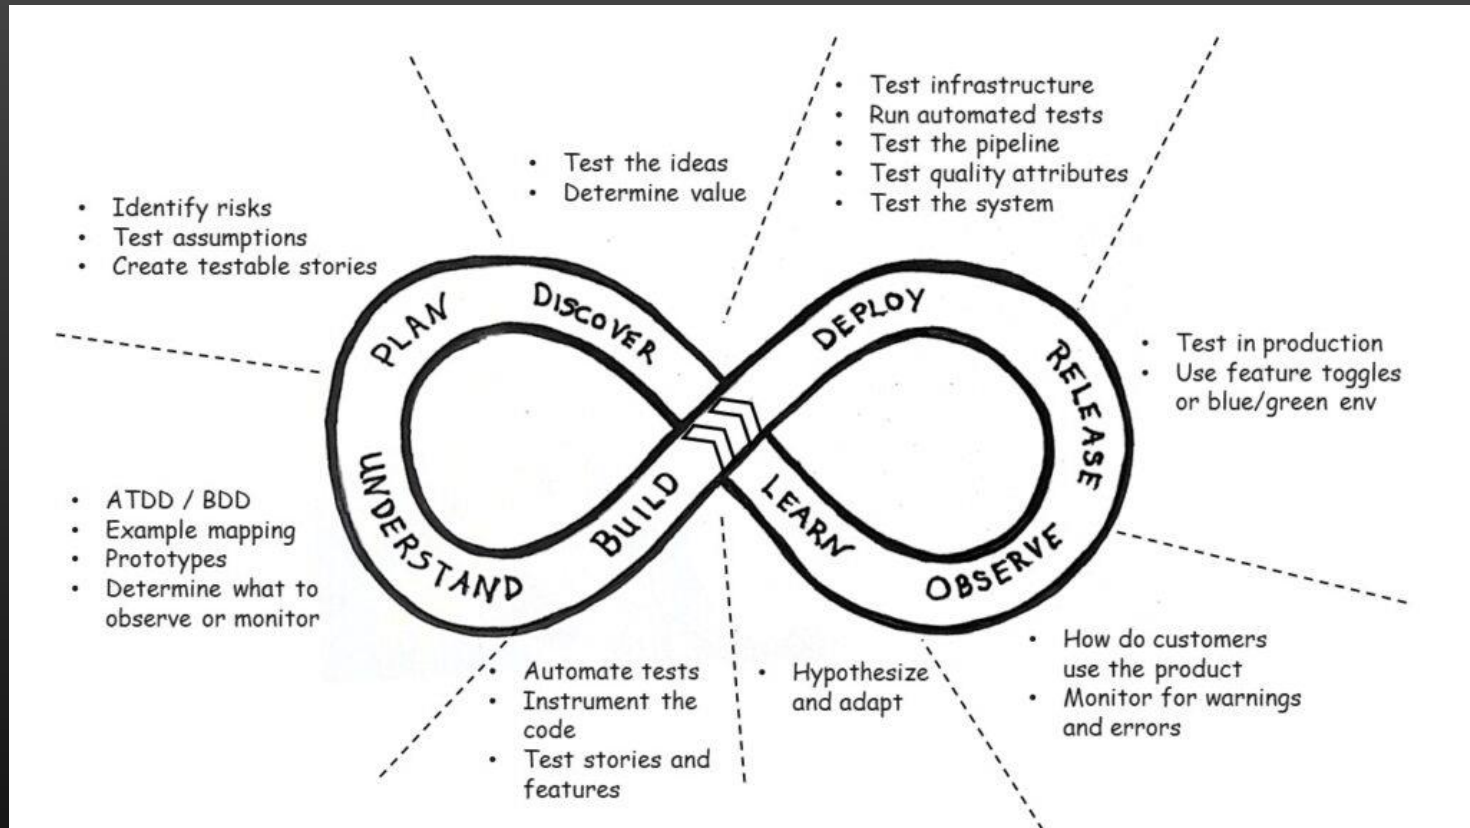 • Test the ideas
• Determine value
• Identify risks
• Test assumptions
• Create testable stories
• ATDD / BDD
• Example mapping
• Prototypes
• Determine what to
observe or monitor
• Automate tests
• Instrument the
code
• Test stories and
features
• Test infrastructure
• Run automated tests
• Test the pipeline
• Test quality attributes
• Test the system
• Test in production
• Use feature toggles
or blue/green env
• How do customers
use the product
• Monitor for warnings
and errors
• Hypothesize
and adapt
DISCOVER
PLAN
UNDERSTAND
BUILD
DEPLOY
RELEASE
OBSERVE
LEARN